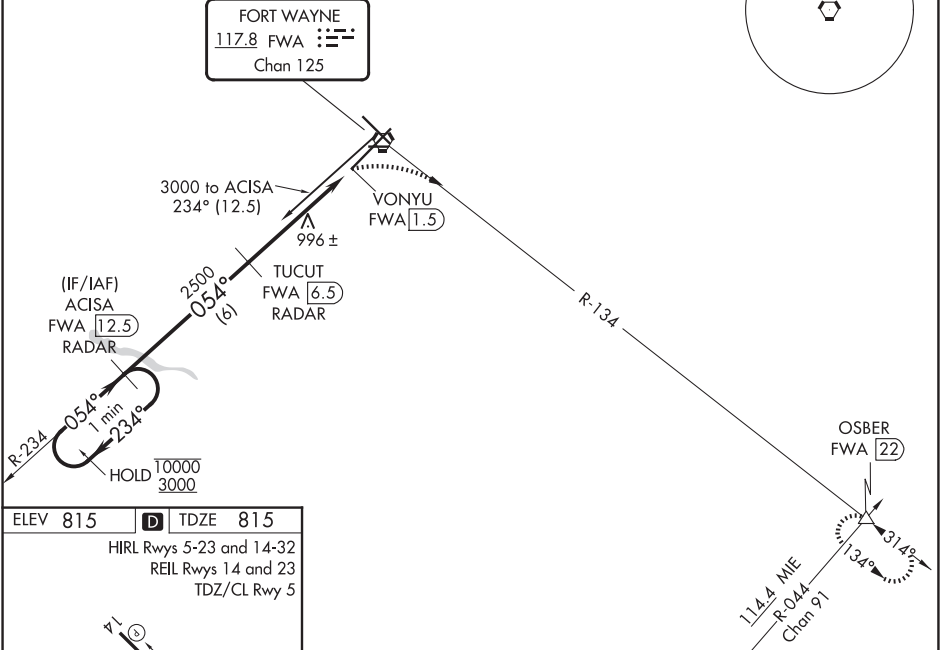 FORT WAYNE
117.8 FWA
Chan 125
3000 to ACISA
234° (12.5)
VONYU
FWA 1.5
996 ±
TUCUT
FWA 6.5
RADAR
2500
054°
(6)
(IF/IAF)
ACISA
FWA 12.5
RADAR
R-134
054°
1 min
234°
R-234
HOLD 10000
3000
OSBER
FWA 22
314°
134°
114.4 MIE
R-044
Chan 91
ELEV 815 D TDZE 815
HIRL Rwys 5-23 and 14-32
REIL Rwys 14 and 23
TDZ/CL Rwy 5
14
P